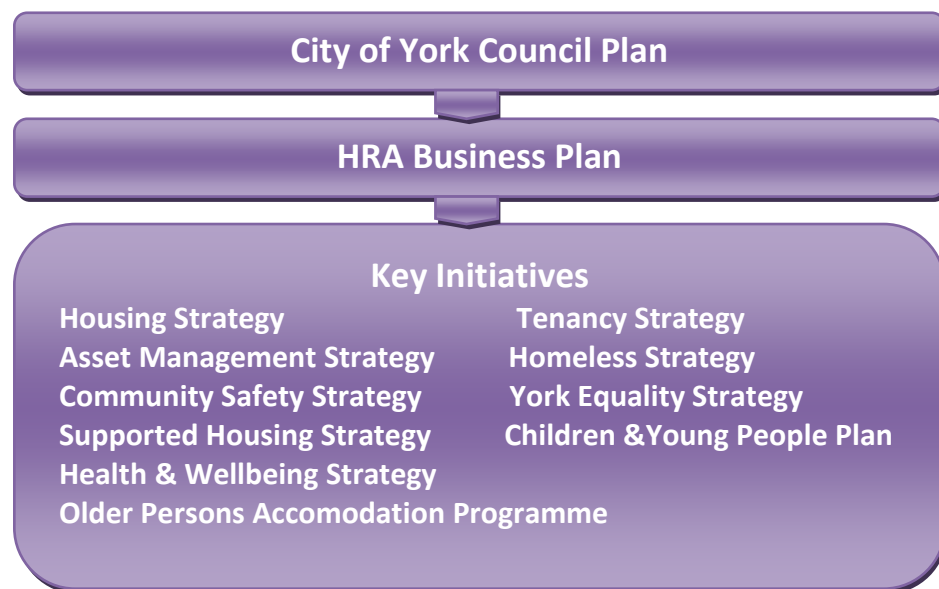 City of York Council Plan
HRA Business Plan
Key Initiatives
Housing Strategy Tenancy Strategy
Asset Management Strategy Homeless Strategy
Community Safety Strategy York Equality Strategy
Supported Housing Strategy Children &Young People Plan
Health & Wellbeing Strategy
Older Persons Accomodation Programme